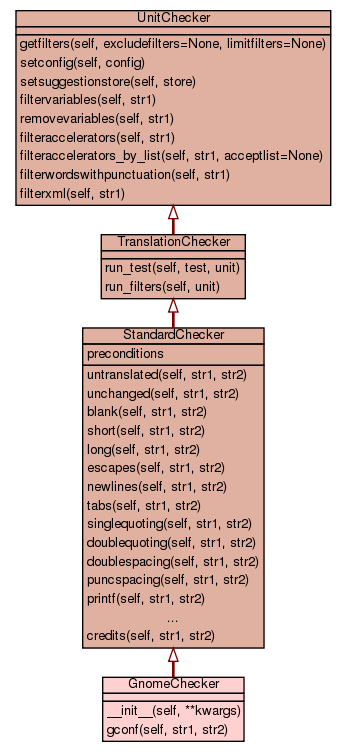 UnitChecker
getfilters(self, excludefilters=None, limitfilters=None)
setconfig(self, config)
setsuggestionstore(self, store)
filtervariables(self, str1)
removevariables(self, str1)
filteraccelerators(self, str1)
filteraccelerators_by_list(self, str1, acceptlist=None)
filterwordswithpunctuation(self, str1)
filterxml(self, str1)
TranslationChecker
run_test(self, test, unit)
run_filters(self, unit)
StandardChecker
preconditions
untranslated(self, str1, str2)
unchanged(self, str1, str2)
blank(self, str1, str2)
short(self, str1, str2)
long(self, str1, str2)
escapes(self, str1, str2)
newlines(self, str1, str2)
tabs(self, str1, str2)
singlequoting(self, str1, str2)
doublequoting(self, str1, str2)
doublespacing(self, str1, str2)
puncspacing(self, str1, str2)
printf(self, str1, str2)
...
credits(self, str1, str2)
GnomeChecker
__init__(self, **kwargs)
gconf(self, str1, str2)